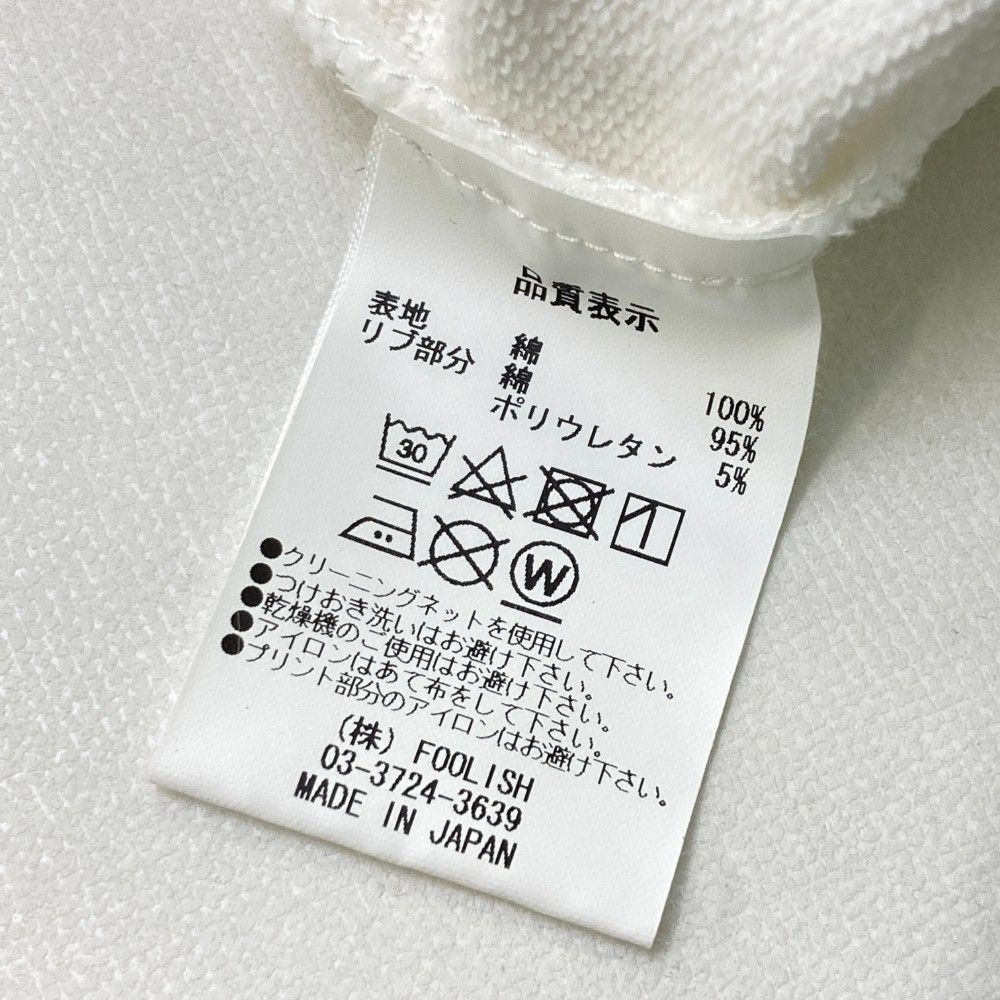 品質表示
表地 綿 100%
リブ部分 綿 95%
ポリウレタン 5%
30
W
●クリーニングネットを使用して下さい。
●つけおき洗いはお避け下さい。
●乾燥機のご使用はお避け下さい。
●アイロンはあて布をして下さい。
●プリント部分のアイロンはお避け下さい。
(株) FOOLISH
03-3724-3639
MADE IN JAPAN